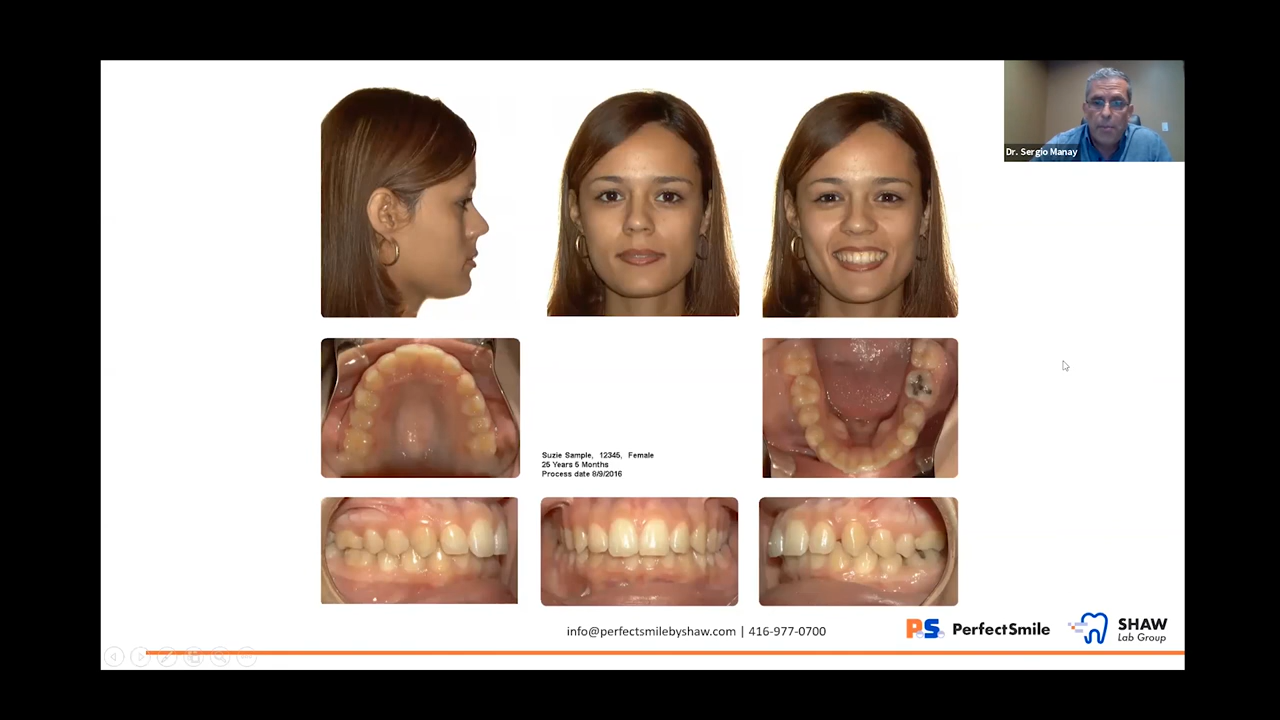 Dr. Sergio Manay
Suzie Sample, 12345, Female
25 Years 5 Months
Process date 8/9/2016
info@perfectsmilebyshaw.com | 416-977-0700
PS PerfectSmile
SHAW
Lab Group